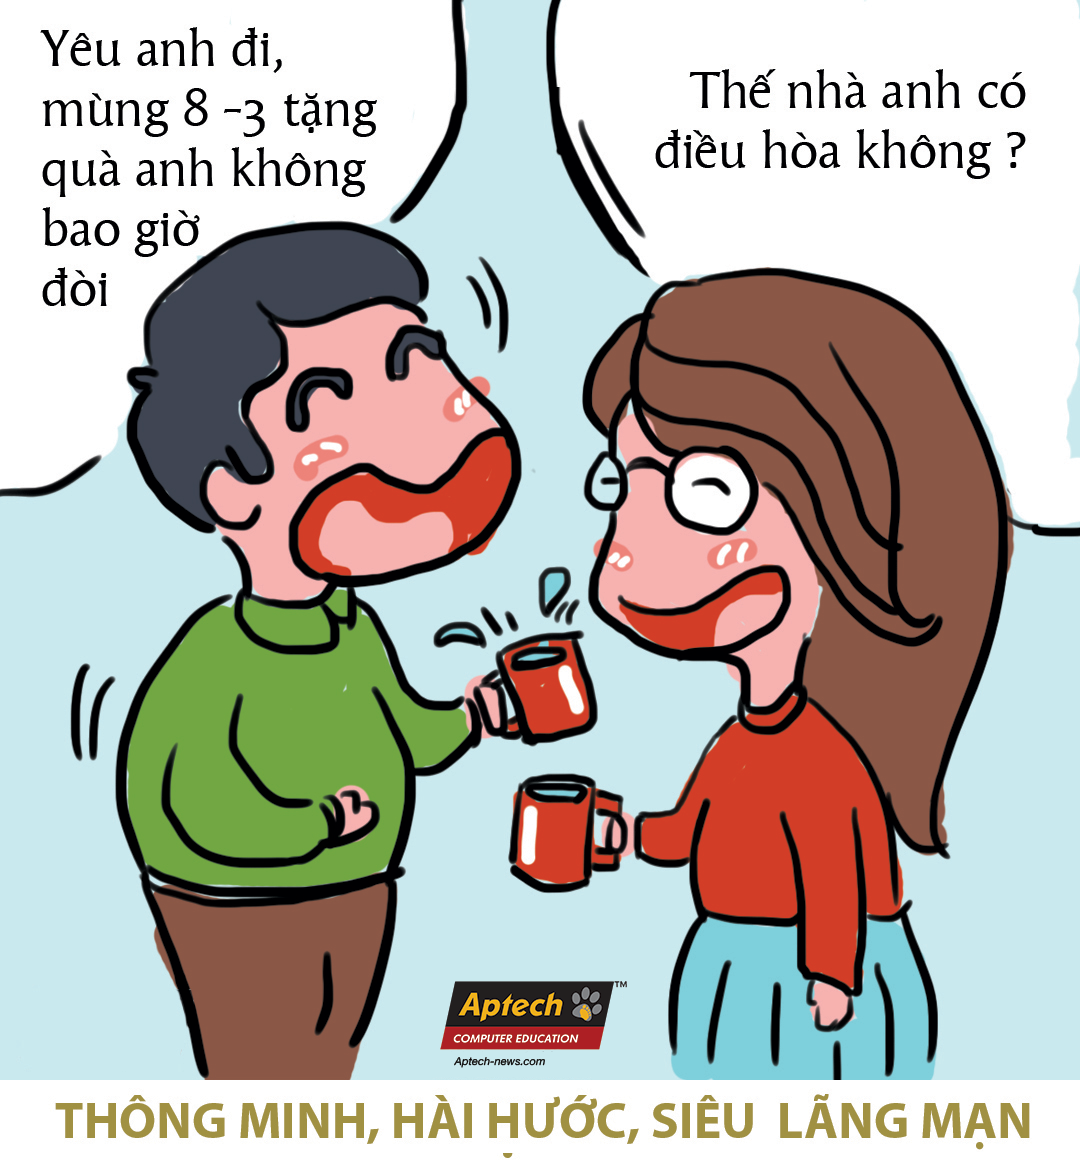 Yêu anh đi,
mùng 8 -3 tặng
quà anh không
bao giờ
đòi
Thế nhà anh có
điều hòa không ?
Aptech TM
COMPUTER EDUCATION
Aptech-news.com
THÔNG MINH, HÀI HƯỚC, SIÊU LÃNG MẠN